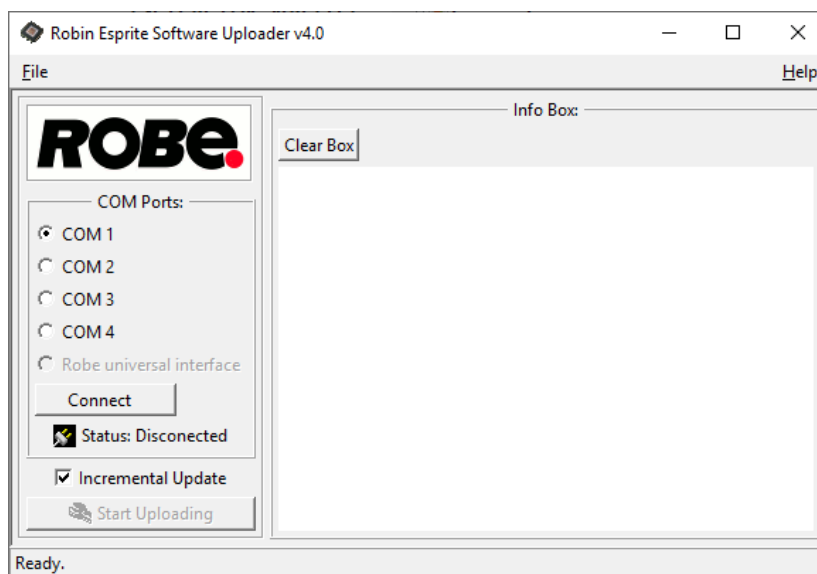 Robin Esprite Software Uploader v4.0
File
Help
ROBE
COM Ports:
COM 1
COM 2
COM 3
COM 4
Robe universal interface
Connect
Status: Disconected
Incremental Update
Start Uploading
Info Box:
Clear Box
Ready.